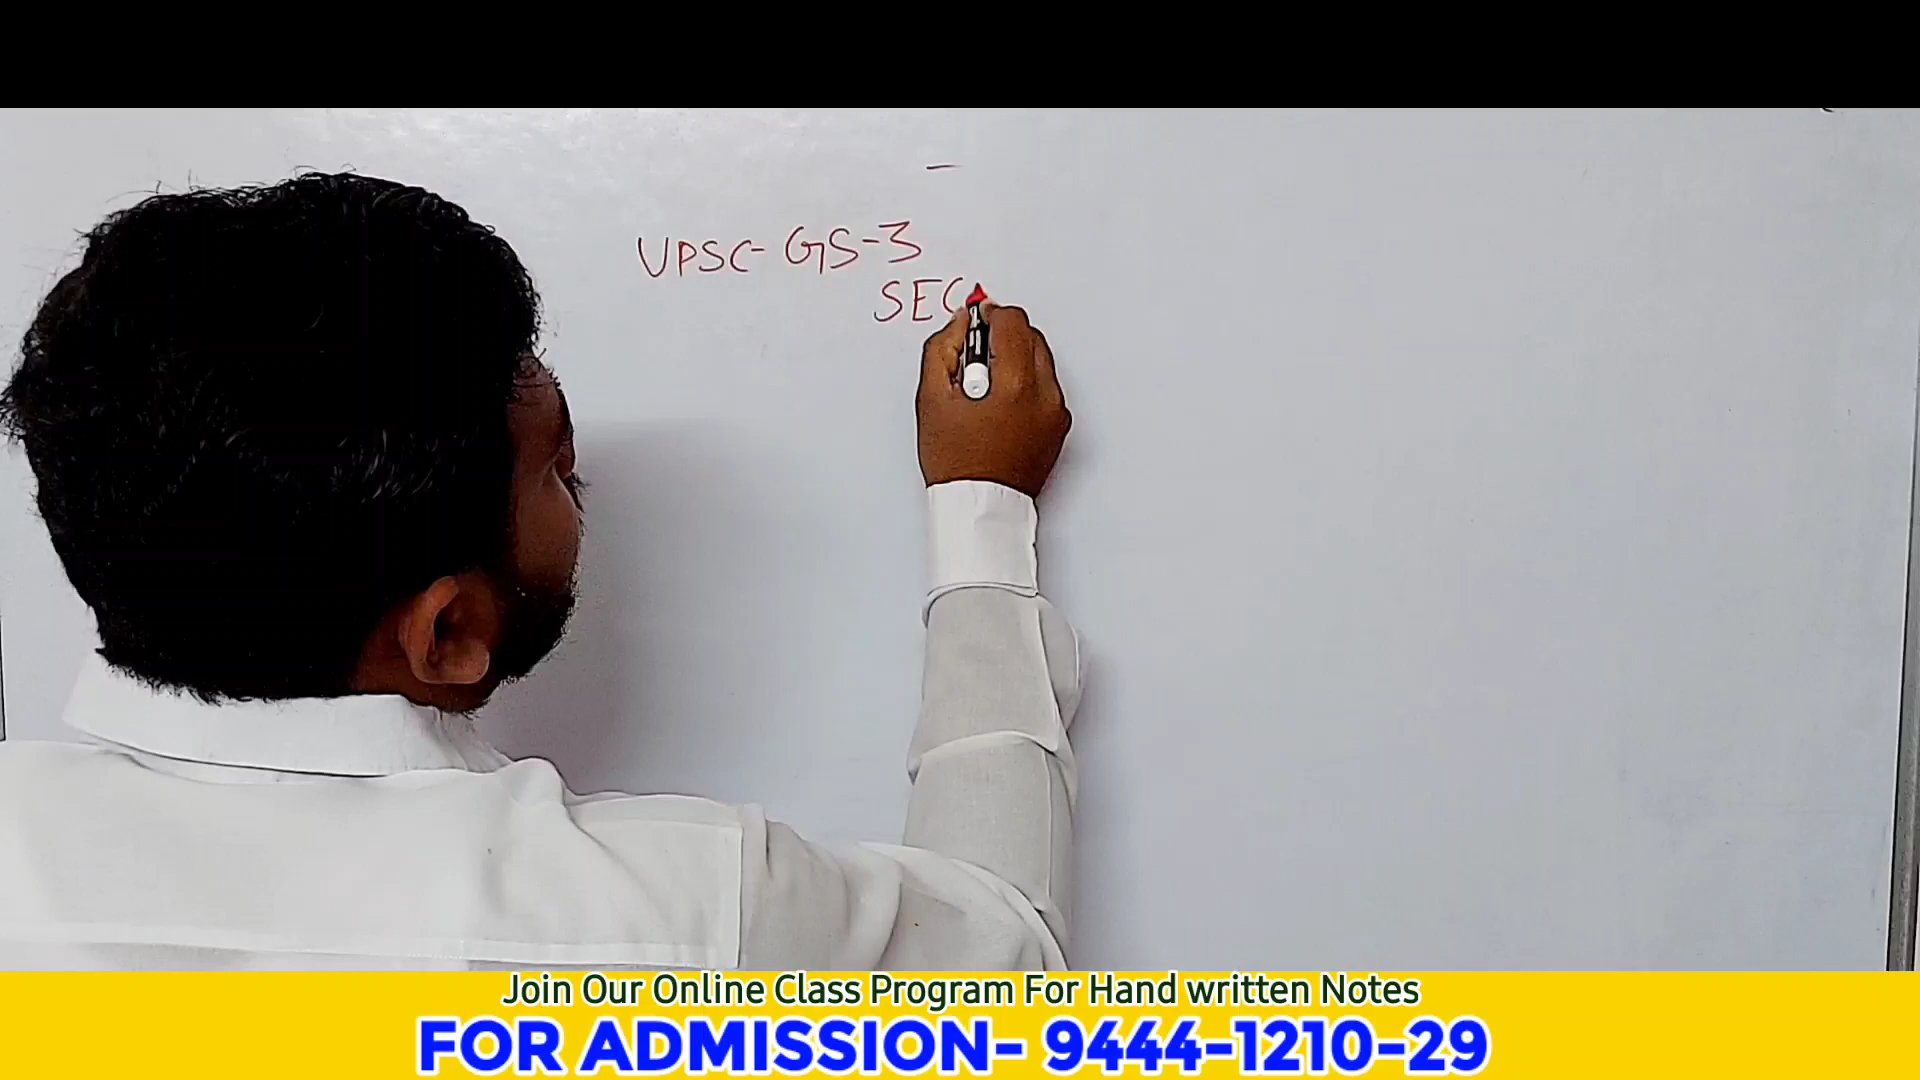 UPSC- GS-3
SEC
Join Our Online Class Program For Hand written Notes
FOR ADMISSION- 9444-1210-29